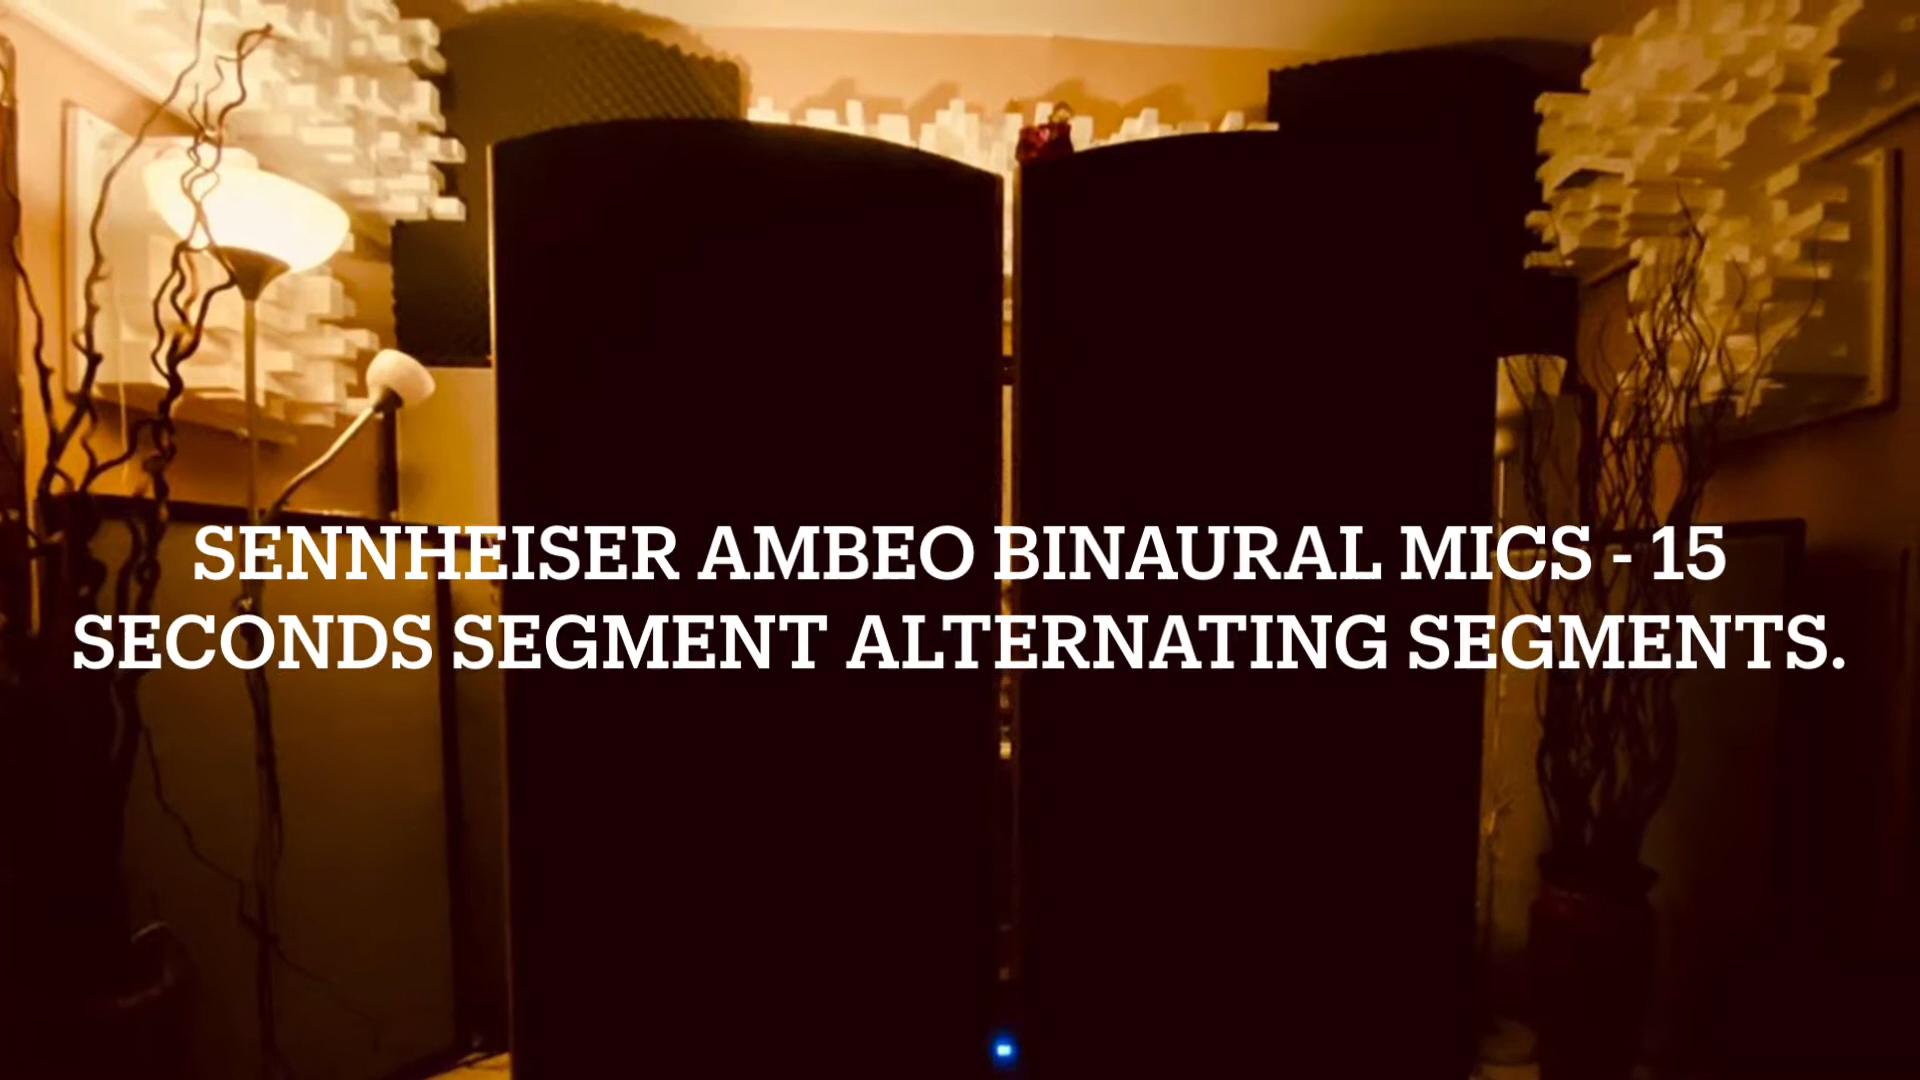 SENNHEISER AMBEO BINAURAL MICS - 15
SECONDS SEGMENT ALTERNATING SEGMENTS.